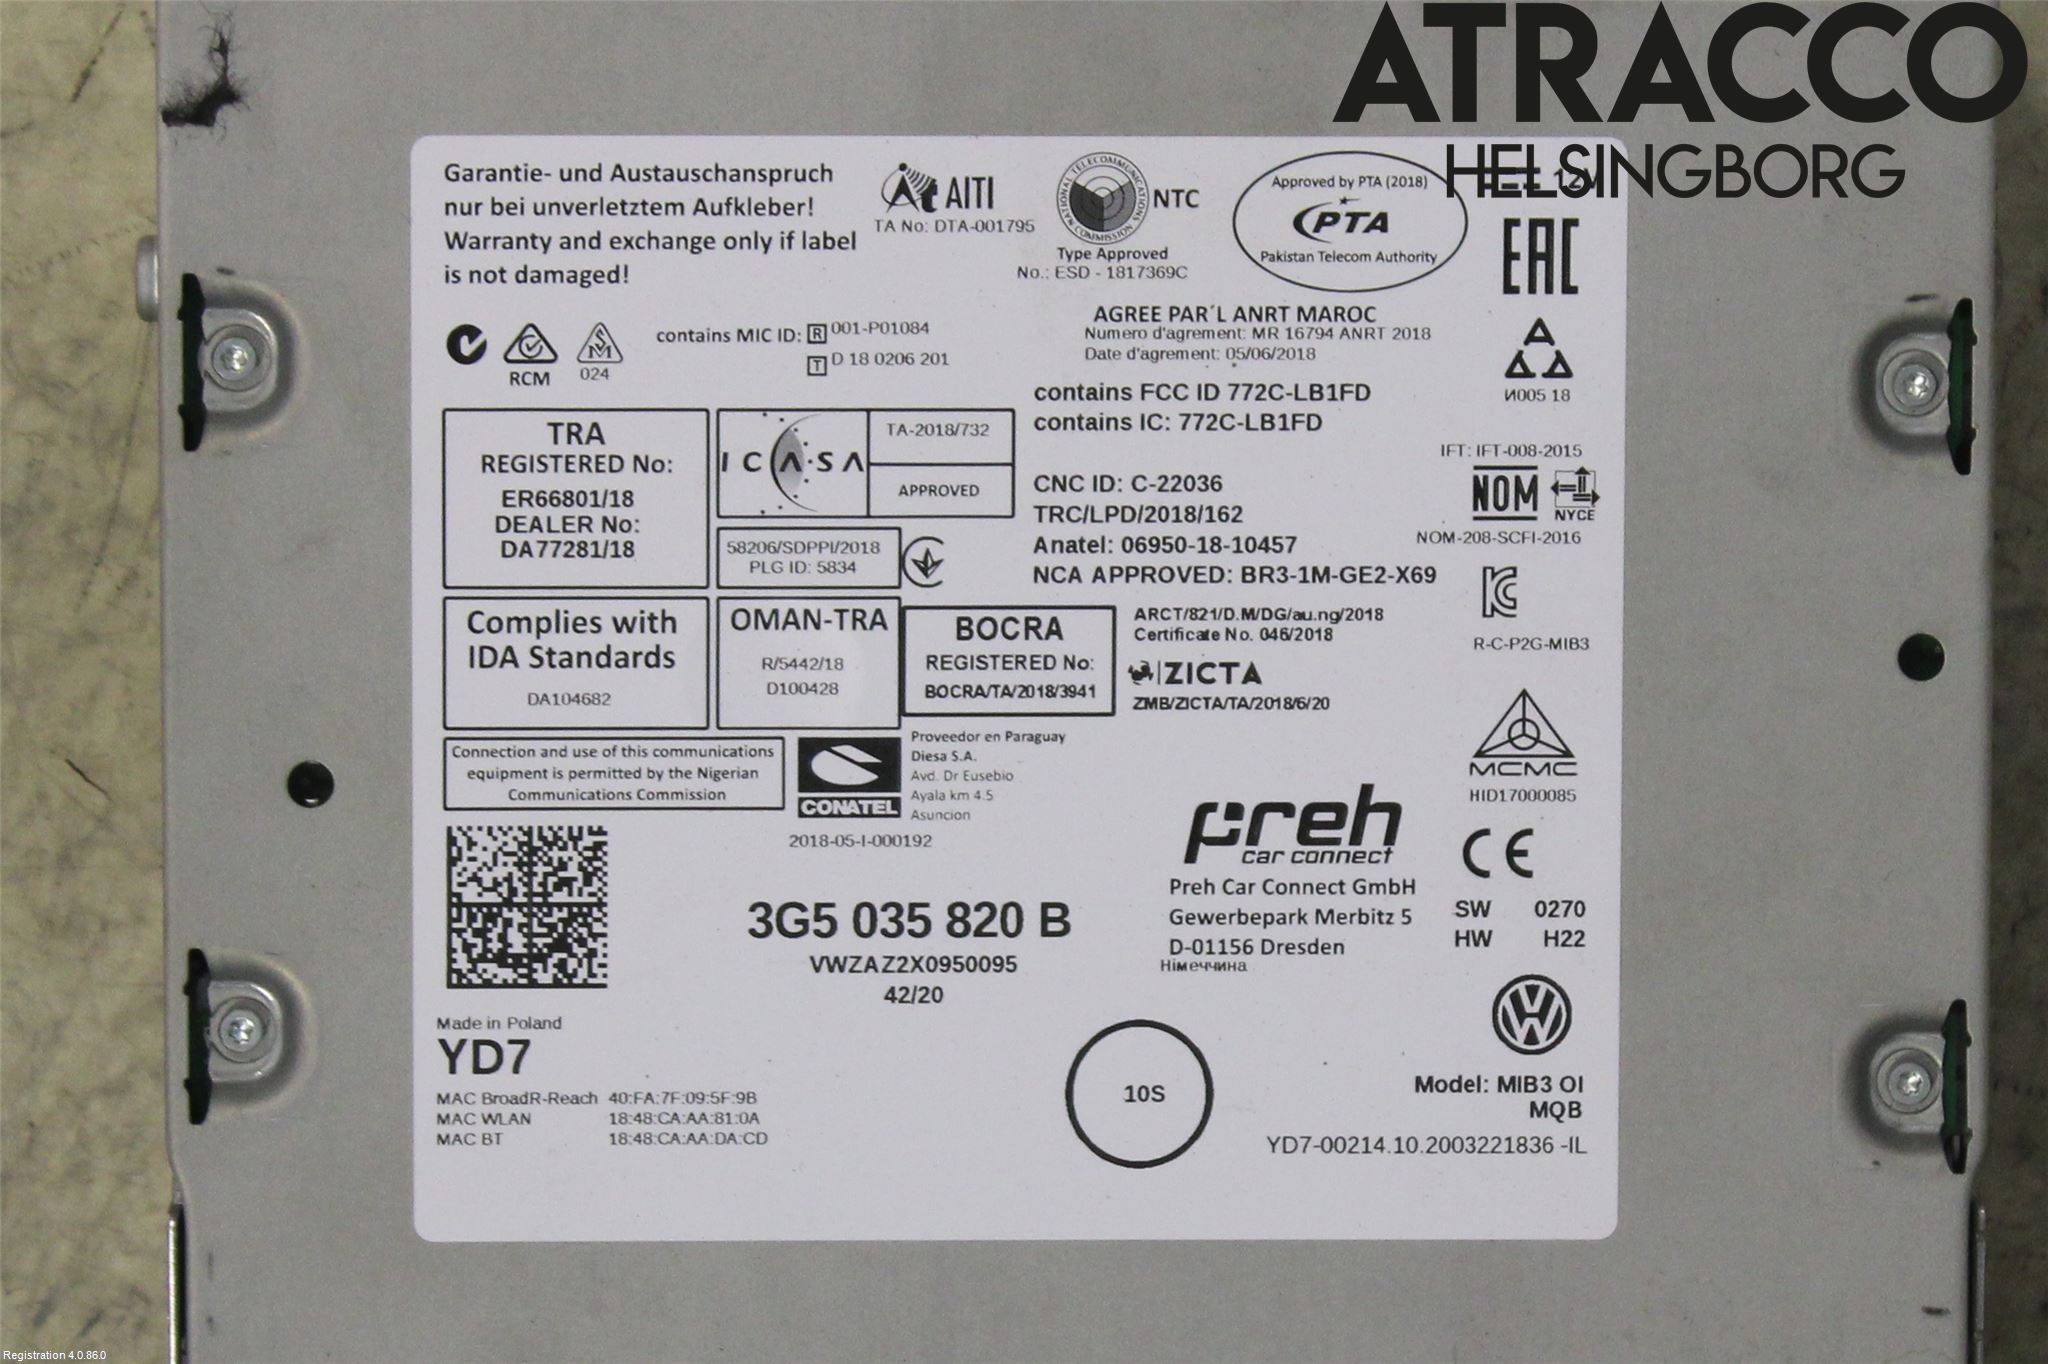 ATRACCO
HELSINGBORG
Garantie- und Austauschanspruch
nur bei unverletztem Aufkleber!
Warranty and exchange only if label
is not damaged!
AITI
TA No: DTA-001795
NATIONAL TELECOMMUNICATIONS COMMISSION
NTC
Type Approved
No.: ESD - 1817369C
Approved by PTA (2018)
PTA
Pakistan Telecom Authority
12V
EAC
RCM
024
contains MIC ID: R 001-P01084
T D 18 0206 201
AGREE PAR´L ANRT MAROC
Numero d'agrement: MR 16794 ANRT 2018
Date d'agrement: 05/06/2018
И005 18
contains FCC ID 772C-LB1FD
contains IC: 772C-LB1FD
TRA
REGISTERED No:
ER66801/18
DEALER No:
DA77281/18
ICASA
TA-2018/732
APPROVED
58206/SDPPI/2018
PLG ID: 5834
CNC ID: C-22036
TRC/LPD/2018/162
Anatel: 06950-18-10457
NCA APPROVED: BR3-1M-GE2-X69
IFT: IFT-008-2015
NOM
NYCE
NOM-208-SCFI-2016
R-C-P2G-MIB3
Complies with
IDA Standards
DA104682
OMAN-TRA
R/5442/18
D100428
BOCRA
REGISTERED No:
BOCRA/TA/2018/3941
ARCT/821/D.M/DG/au.ng/2018
Certificate No. 046/2018
ZICTA
ZMB/ZICTA/TA/2018/6/20
MCMC
HID17000085
Connection and use of this communications
equipment is permitted by the Nigerian
Communications Commission
CONATEL
Proveedor en Paraguay
Diesa S.A.
Avd. Dr Eusebio
Ayala km 4.5
Asuncion
2018-05-I-000192
preh
car connect
Preh Car Connect GmbH
Gewerbepark Merbitz 5
D-01156 Dresden
Німеччина
CE
SW 0270
HW H22
3G5 035 820 B
VWZAZ2X0950095
42/20
Made in Poland
YD7
MAC BroadR-Reach 40:FA:7F:09:5F:9B
MAC WLAN 18:48:CA:AA:81:0A
MAC BT 18:48:CA:AA:DA:CD
10S
Model: MIB3 OI
MQB
YD7-00214.10.2003221836 -IL
Registration 4.0.86.0